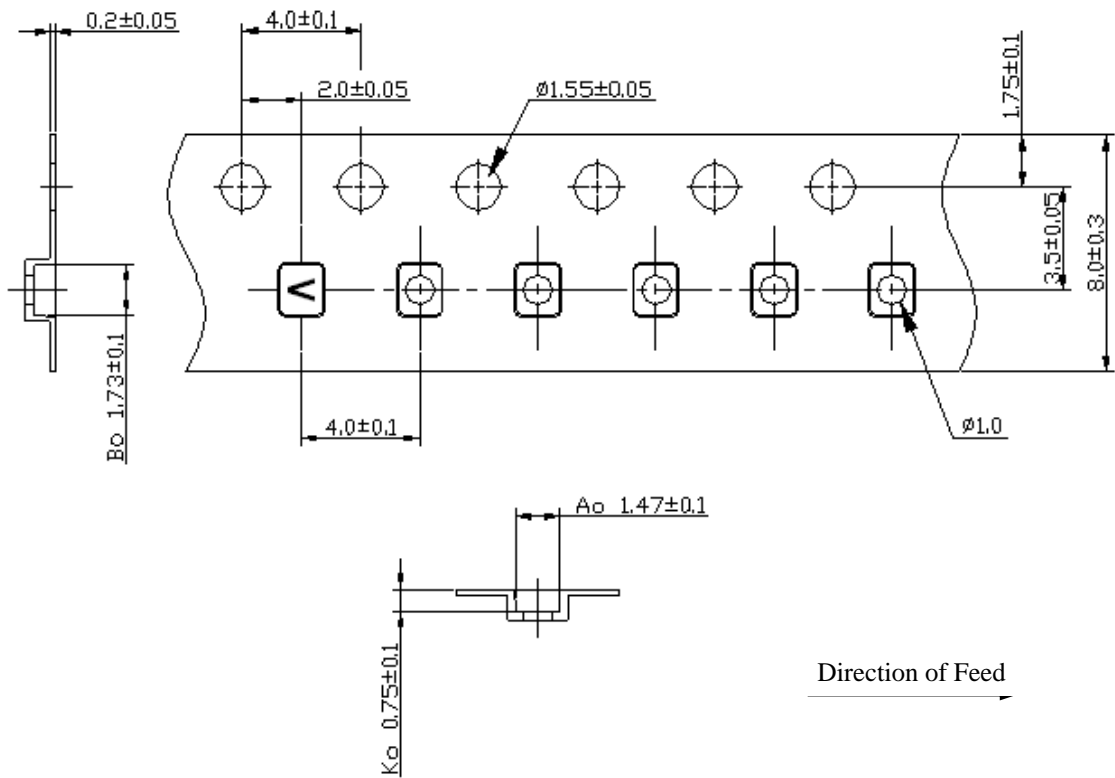 0.2±0.05
4.0±0.1
2.0±0.05
ø1.55±0.05
1.75±0.1
3.5±0.05
8.0±0.3
V
Bo 1.73±0.1
4.0±0.1
ø1.0
Ao 1.47±0.1
Ko 0.75±0.1
Direction of Feed